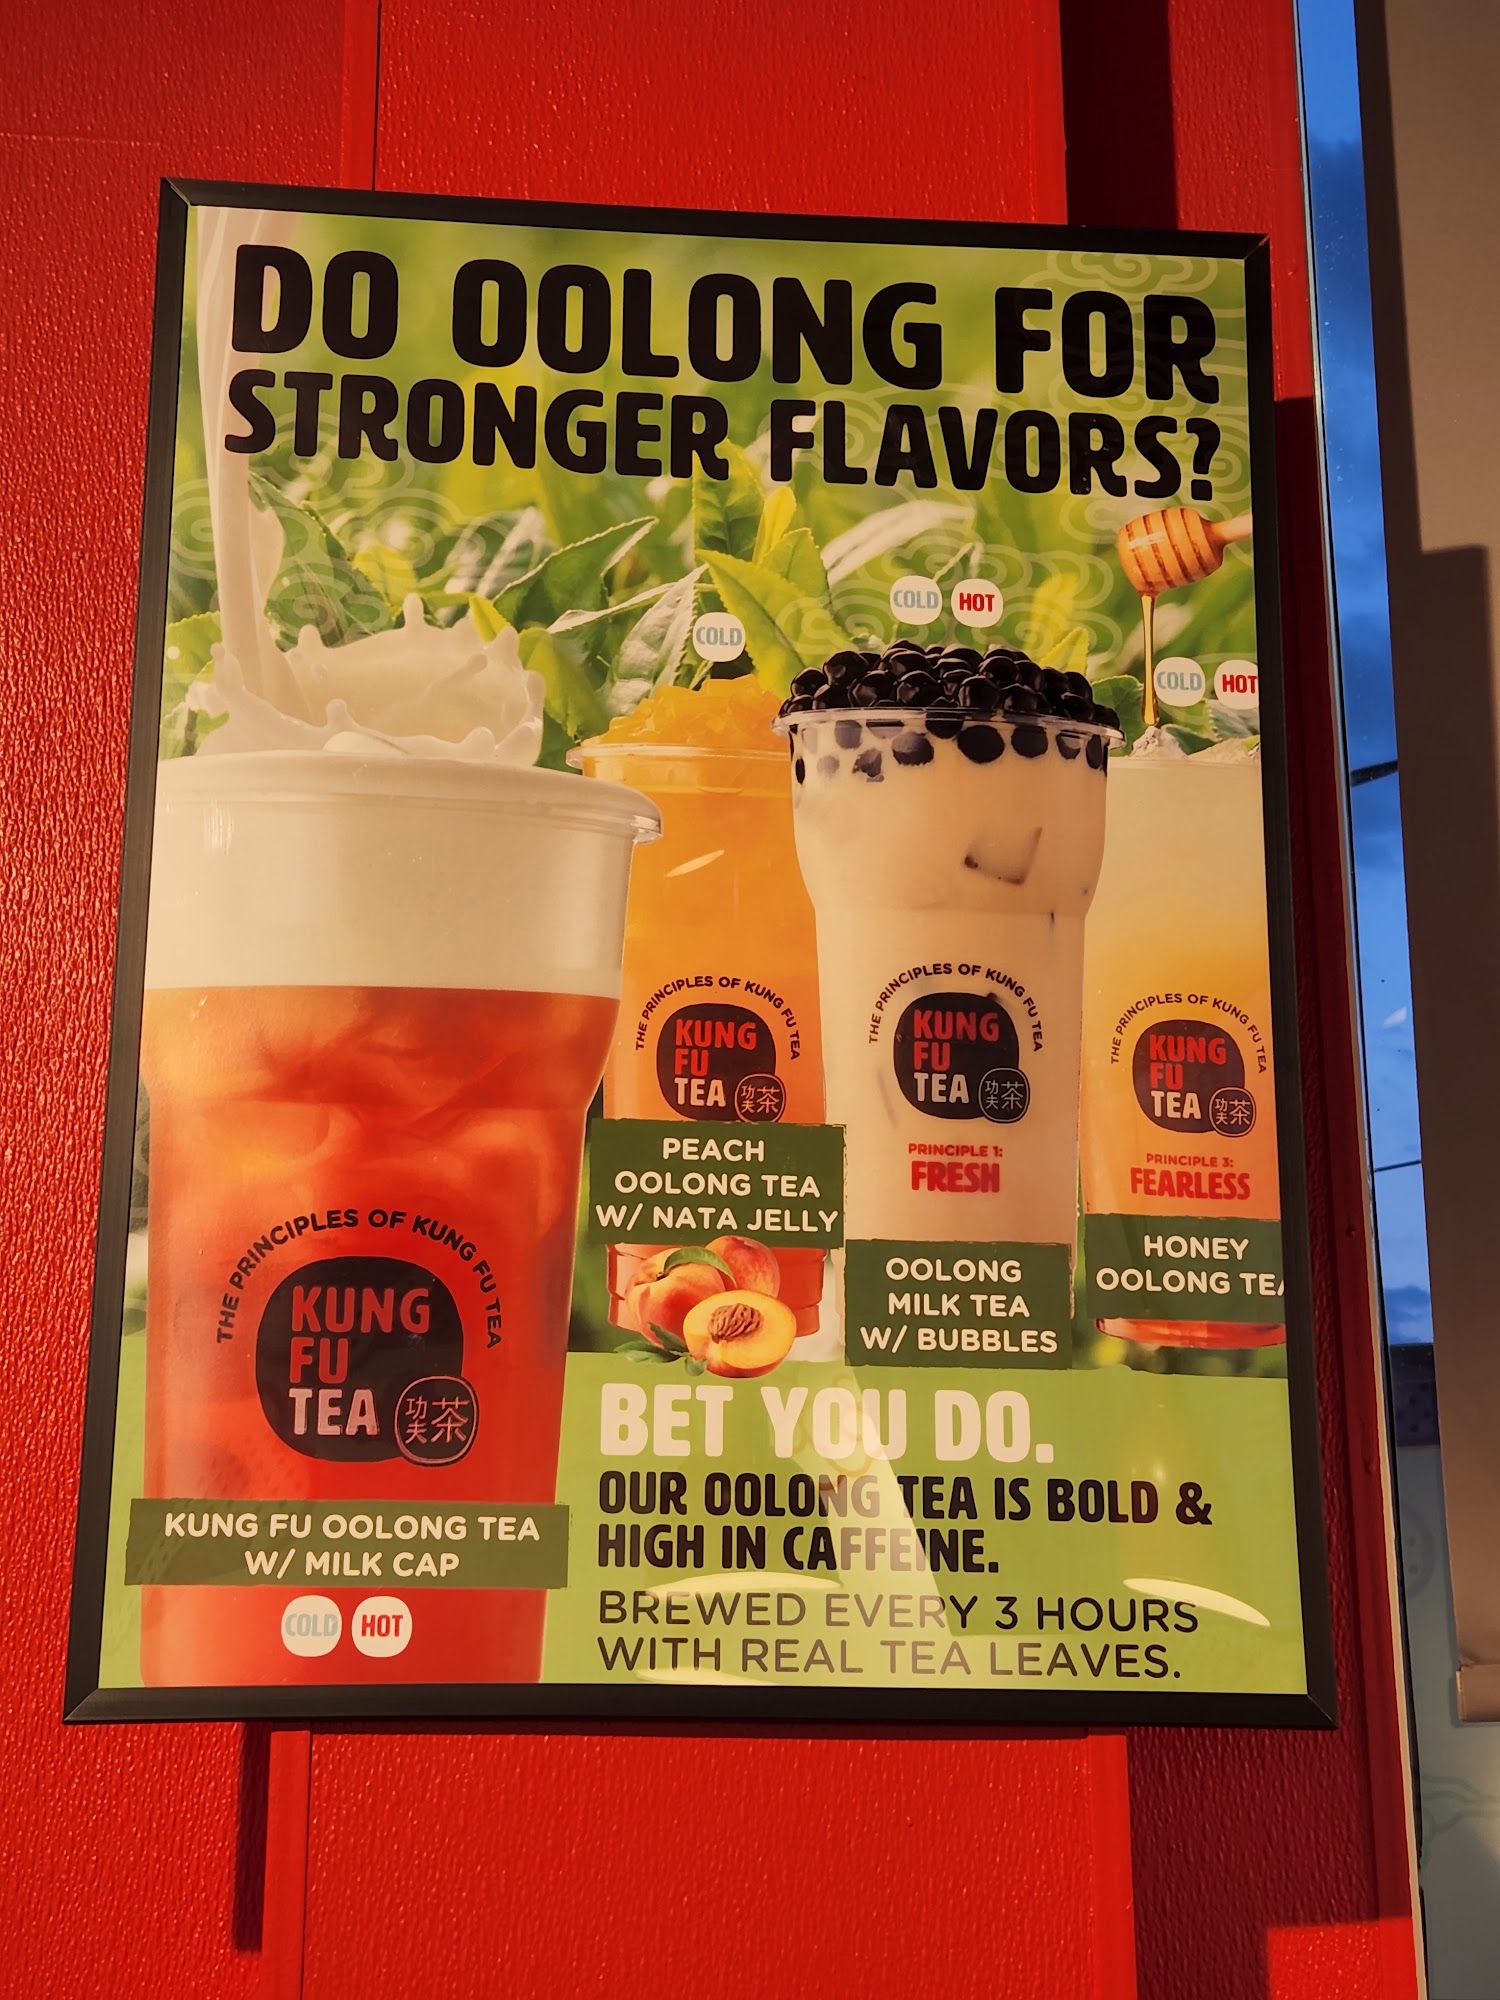 DO OOLONG FOR
STRONGER FLAVORS?
COLD
COLD HOT
COLD HOT
THE PRINCIPLES OF KUNG FU TEA
KUNG
FU
TEA
功夫茶
THE PRINCIPLES OF KUNG FU TEA
KUNG
FU
TEA
功夫茶
PRINCIPLE 1:
FRESH
THE PRINCIPLES OF KUNG FU TEA
KUNG
FU
TEA
功夫茶
PRINCIPLE 3:
FEARLESS
PEACH
OOLONG TEA
W/ NATA JELLY
OOLONG
MILK TEA
W/ BUBBLES
HONEY
OOLONG TEA
THE PRINCIPLES OF KUNG FU TEA
KUNG
FU
TEA
功夫茶
KUNG FU OOLONG TEA
W/ MILK CAP
COLD HOT
BET YOU DO.
OUR OOLONG TEA IS BOLD &
HIGH IN CAFFEINE.
BREWED EVERY 3 HOURS
WITH REAL TEA LEAVES.